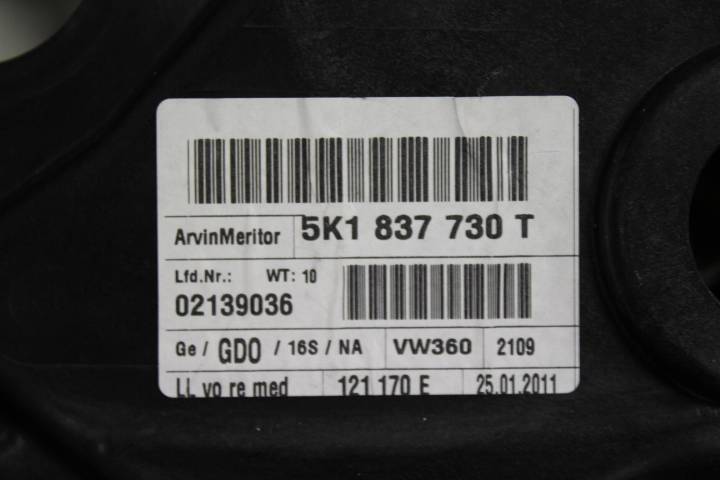 ArvinMeritor 5K1 837 730 T
Lfd.Nr.: WT: 10
02139036
Ge / GDO / 16S / NA VW360 2109
LL vo re med 121 170 E 25.01.2011